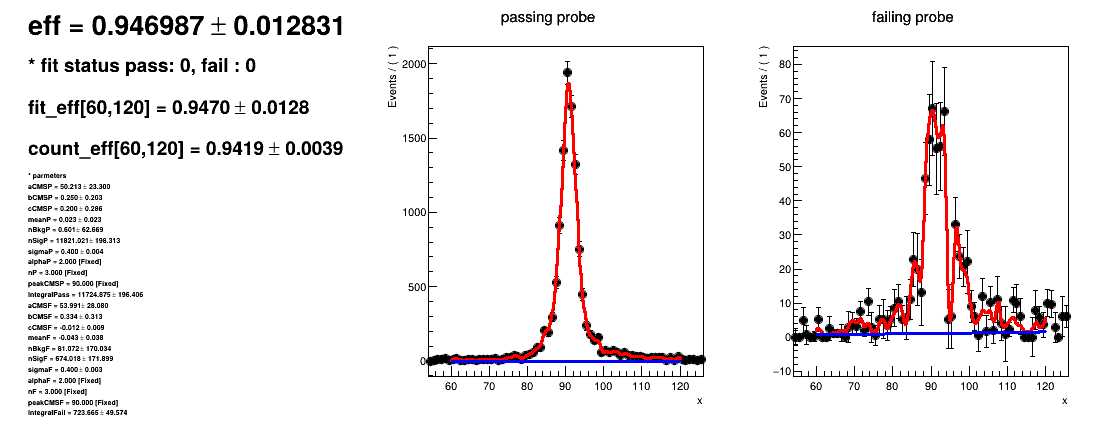 eff = 0.946987 ± 0.012831
* fit status pass: 0, fail : 0
fit_eff[60,120] = 0.9470 ± 0.0128
count_eff[60,120] = 0.9419 ± 0.0039
* parmeters
aCMSP = 50.213 ± 23.300
bCMSP = 0.250 ± 0.203
cCMSP = 0.200 ± 0.286
meanP = 0.023 ± 0.023
nBkgP = 0.601 ± 62.669
nSigP = 11821.021 ± 196.313
sigmaP = 0.400 ± 0.004
alphaP = 2.000 [Fixed]
nP = 3.000 [Fixed]
peakCMSP = 90.000 [Fixed]
integralPass = 11724.875 ± 196.406
aCMSF = 53.991 ± 28.080
bCMSF = 0.334 ± 0.313
cCMSF = -0.012 ± 0.009
meanF = -0.043 ± 0.038
nBkgF = 81.072 ± 170.034
nSigF = 674.018 ± 171.899
sigmaF = 0.400 ± 0.003
alphaF = 2.000 [Fixed]
nF = 3.000 [Fixed]
peakCMSF = 90.000 [Fixed]
integralFail = 723.665 ± 49.574
passing probe
Events / ( 1 )
2000
1500
1000
500
0
60 70 80 90 100 110 120
x
failing probe
Events / ( 1 )
80
70
60
50
40
30
20
10
0
−10
60 70 80 90 100 110 120
x